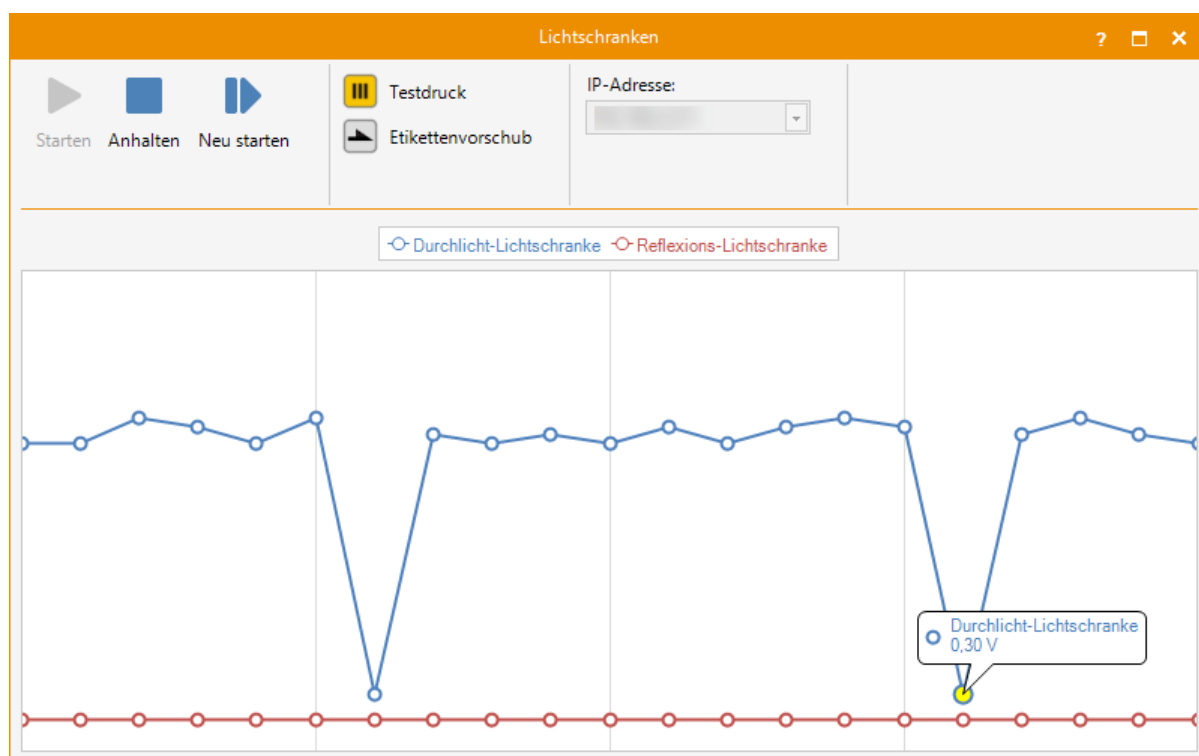 Lichtschranken
?
Starten Anhalten Neu starten
Testdruck
Etikettenvorschub
IP-Adresse:
Durchlicht-Lichtschranke Reflexions-Lichtschranke
Durchlicht-Lichtschranke
0,30 V